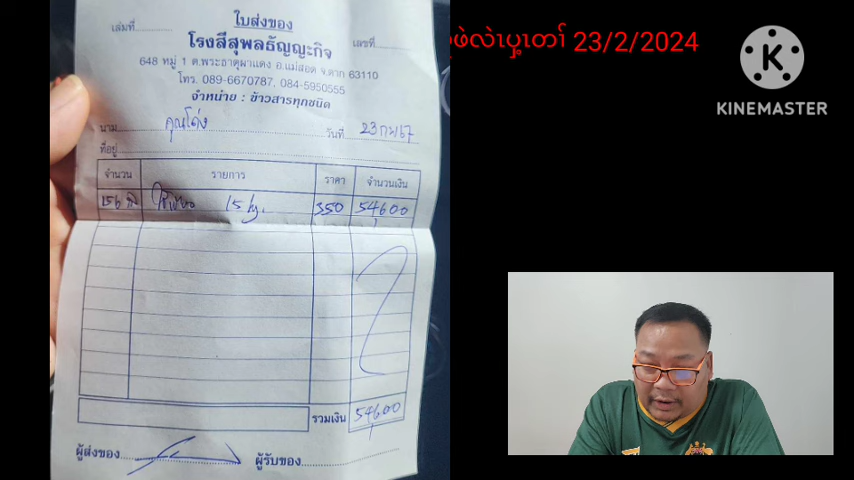 ใบส่งของ
เล่มที่
เลขที่
โรงสีสุพลธัญญะกิจ
648 หมู่ 1 ต.พระธาตุผาแดง อ.แม่สอด จ.ตาก 63110
โทร. 089-6670787, 084-5950555
จำหน่าย : ข้าวสารทุกชนิด
นาม คุณโด่ง วันที่ 23 กพ 67
ที่อยู่
จำนวน รายการ ราคา จำนวนเงิน
156 15 kg. 350 54600
รวมเงิน 54600
ผู้ส่งของ ผู้รับของ
23/2/2024
K
KINEMASTER